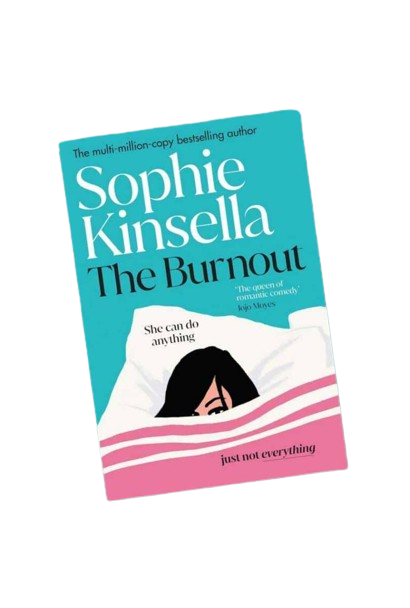 The multi-million-copy bestselling author
Sophie
Kinsella
The Burnout
'The queen of
romantic comedy'
Jojo Moyes
She can do
anything
just not everything